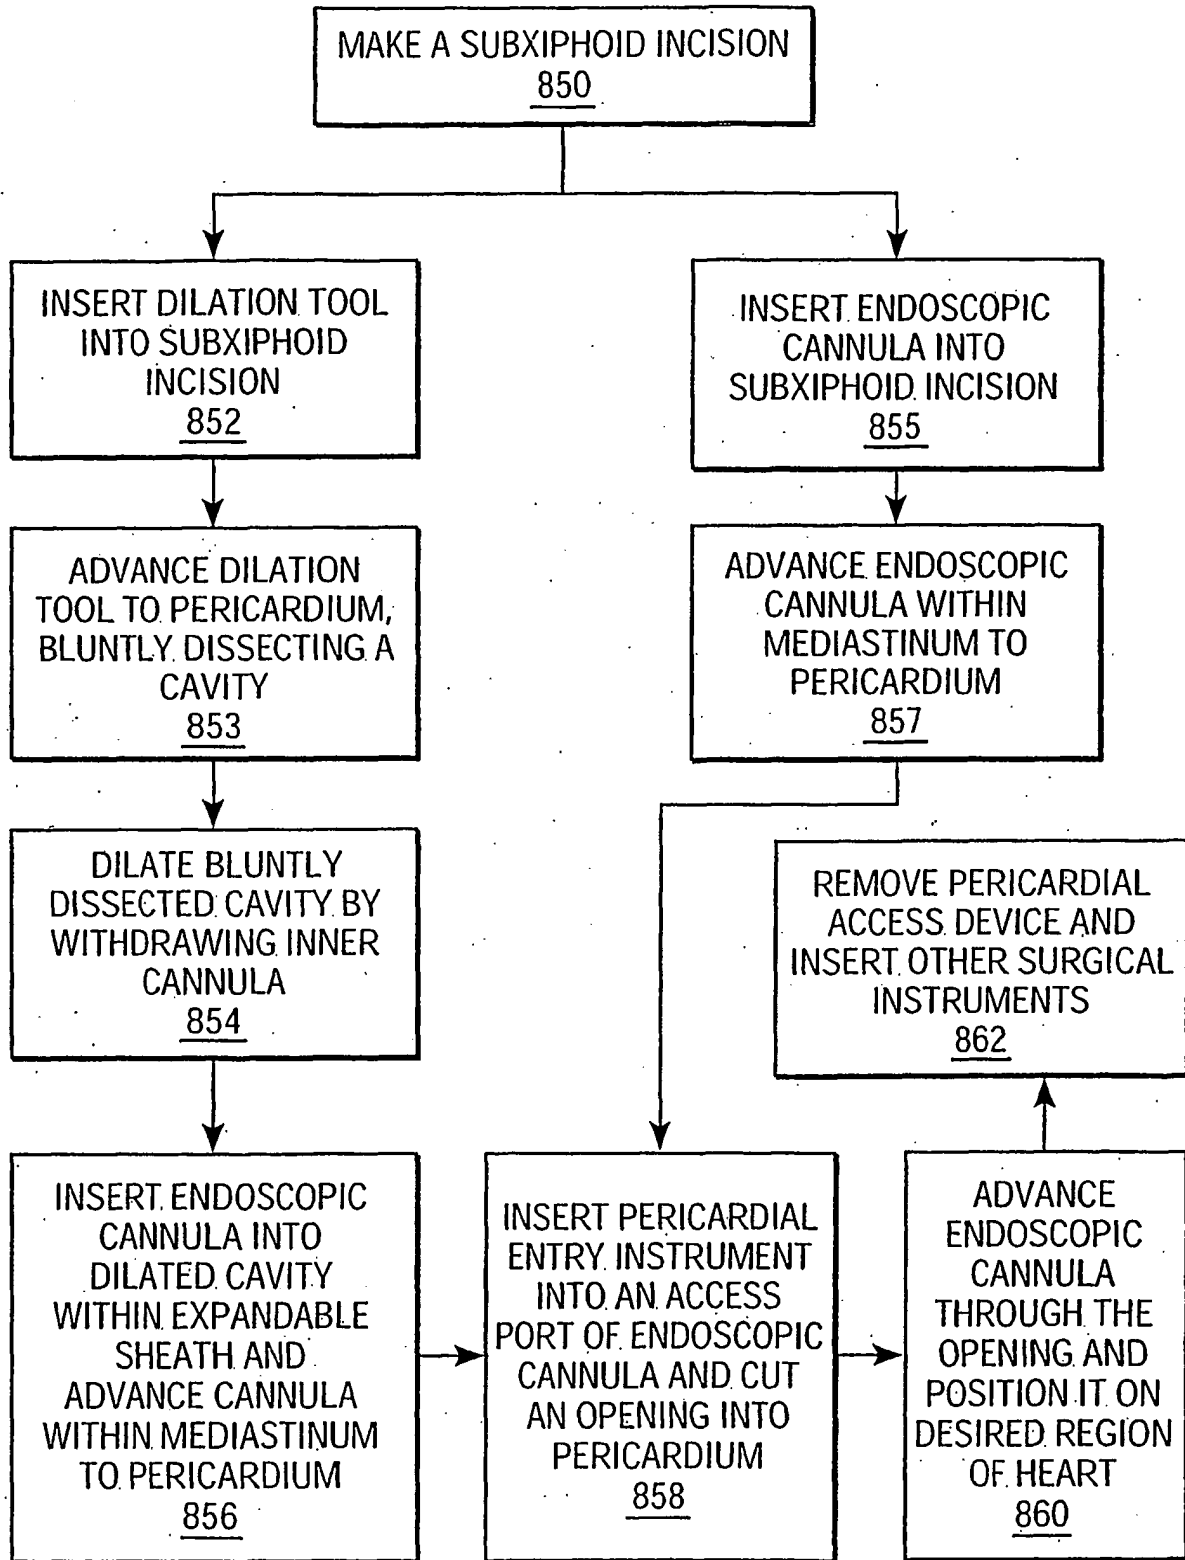 MAKE A SUBXIPHOID INCISION
850
INSERT DILATION TOOL
INTO SUBXIPHOID
INCISION
852
ADVANCE DILATION
TOOL TO PERICARDIUM,
BLUNTLY DISSECTING A
CAVITY
853
DILATE BLUNTLY
DISSECTED CAVITY BY
WITHDRAWING INNER
CANNULA
854
INSERT ENDOSCOPIC
CANNULA INTO
DILATED CAVITY
WITHIN EXPANDABLE
SHEATH AND
ADVANCE CANNULA
WITHIN MEDIASTINUM
TO PERICARDIUM
856
INSERT ENDOSCOPIC
CANNULA INTO
SUBXIPHOID INCISION
855
ADVANCE ENDOSCOPIC
CANNULA WITHIN
MEDIASTINUM TO
PERICARDIUM
857
INSERT PERICARDIAL
ENTRY INSTRUMENT
INTO AN ACCESS
PORT OF ENDOSCOPIC
CANNULA AND CUT
AN OPENING INTO
PERICARDIUM
858
ADVANCE
ENDOSCOPIC
CANNULA
THROUGH THE
OPENING AND
POSITION IT ON
DESIRED REGION
OF HEART
860
REMOVE PERICARDIAL
ACCESS DEVICE AND
INSERT OTHER SURGICAL
INSTRUMENTS
862